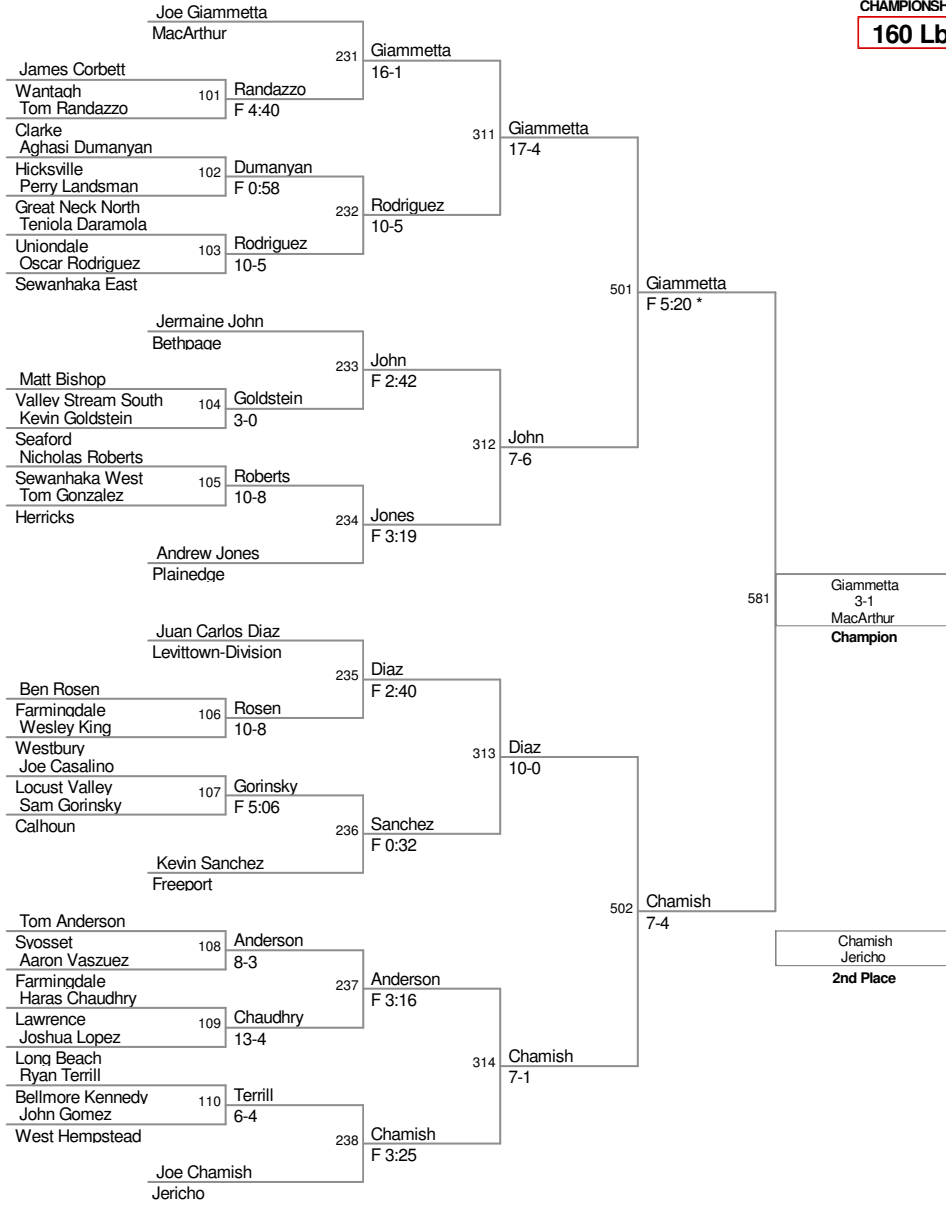 CHAMPIONSH
160 Lb
Joe Giammetta
MacArthur
231 Giammetta
16-1
James Corbett
Wantagh
101 Randazzo
Tom Randazzo
F 4:40
Clarke
311 Giammetta
17-4
Aghasi Dumanyan
Hicksville
102 Dumanyan
Perry Landsman
F 0:58
Great Neck North
232 Rodriguez
10-5
Teniola Daramola
Uniondale
103 Rodriguez
Oscar Rodriguez
10-5
Sewanhaka East
501 Giammetta
F 5:20 *
Jermaine John
Bethpage
233 John
F 2:42
Matt Bishop
Valley Stream South
104 Goldstein
Kevin Goldstein
3-0
Seaford
312 John
7-6
Nicholas Roberts
Sewanhaka West
105 Roberts
Tom Gonzalez
10-8
Herricks
234 Jones
F 3:19
Andrew Jones
Plainedge
581 Giammetta
3-1
MacArthur
Champion
Juan Carlos Diaz
Levittown-Division
235 Diaz
F 2:40
Ben Rosen
Farmingdale
106 Rosen
Wesley King
10-8
Westbury
313 Diaz
10-0
Joe Casalino
Locust Valley
107 Gorinsky
Sam Gorinsky
F 5:06
Calhoun
236 Sanchez
F 0:32
Kevin Sanchez
Freeport
502 Chamish
7-4
Tom Anderson
Syosset
108 Anderson
Aaron Vaszuez
8-3
Farmingdale
237 Anderson
F 3:16
Haras Chaudhry
Lawrence
109 Chaudhry
Joshua Lopez
13-4
Long Beach
314 Chamish
7-1
Ryan Terrill
Bellmore Kennedy
110 Terrill
John Gomez
6-4
West Hempstead
238 Chamish
F 3:25
Joe Chamish
Jericho
Chamish
Jericho
2nd Place